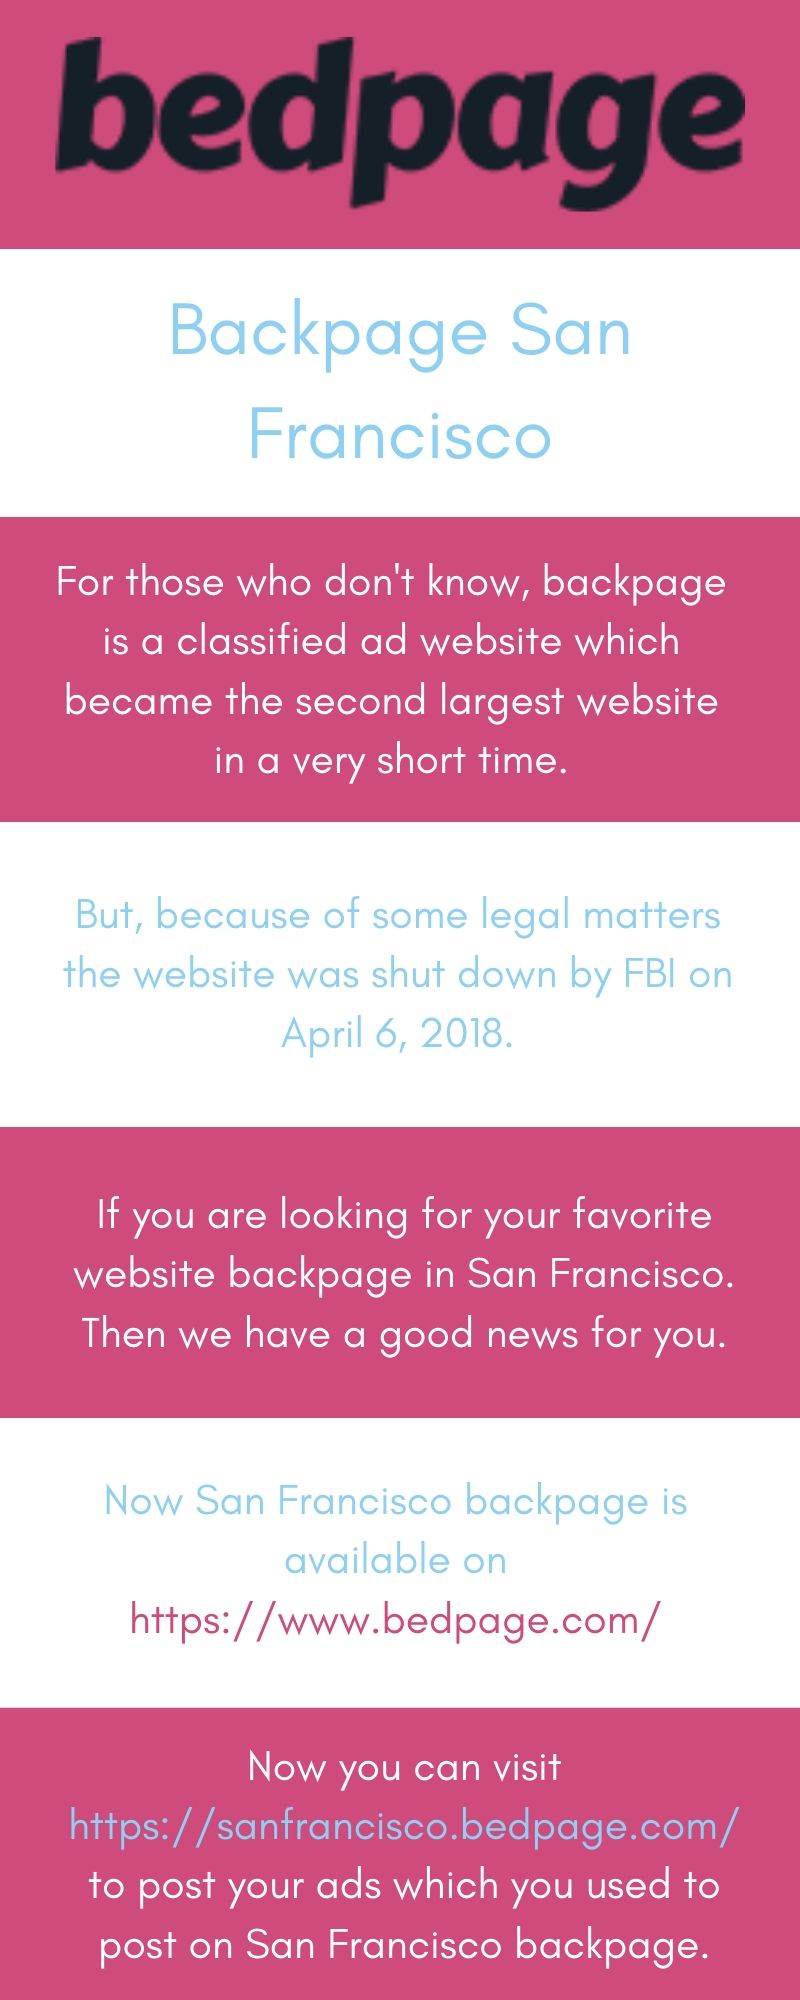 bedpage
Backpage San
Francisco
For those who don't know, backpage
is a classified ad website which
became the second largest website
in a very short time.
But, because of some legal matters
the website was shut down by FBI on
April 6, 2018.
If you are looking for your favorite
website backpage in San Francisco.
Then we have a good news for you.
Now San Francisco backpage is
available on
https://www.bedpage.com/
Now you can visit
https://sanfrancisco.bedpage.com/
to post your ads which you used to
post on San Francisco backpage.